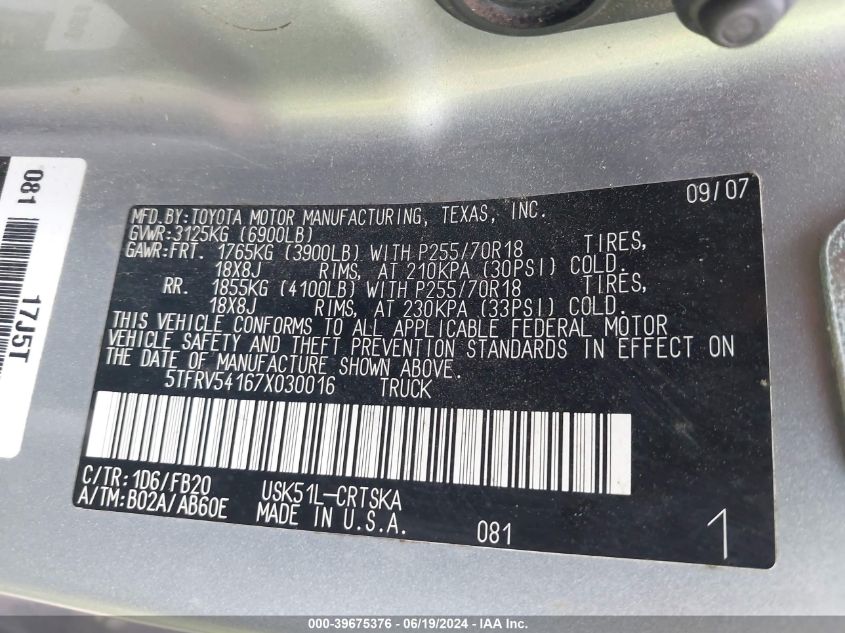 081
17J5T
09/07
MFD.BY:TOYOTA MOTOR MANUFACTURING, TEXAS, INC.
GVWR:3125KG (6900LB)
GAWR:FRT. 1765KG (3900LB) WITH P255/70R18 TIRES,
18X8J RIMS, AT 210KPA (30PSI) COLD.
RR. 1855KG (4100LB) WITH P255/70R18 TIRES,
18X8J RIMS, AT 230KPA (33PSI) COLD.
THIS VEHICLE CONFORMS TO ALL APPLICABLE FEDERAL MOTOR
VEHICLE SAFETY AND THEFT PREVENTION STANDARDS IN EFFECT ON
THE DATE OF MANUFACTURE SHOWN ABOVE.
5TFRV54167X030016 TRUCK
C/TR:1D6/FB20 USK51L-CRTSKA
A/TM:B02A/AB60E MADE IN U.S.A. 081 1
000-39675376 - 06/19/2024 - IAA Inc.